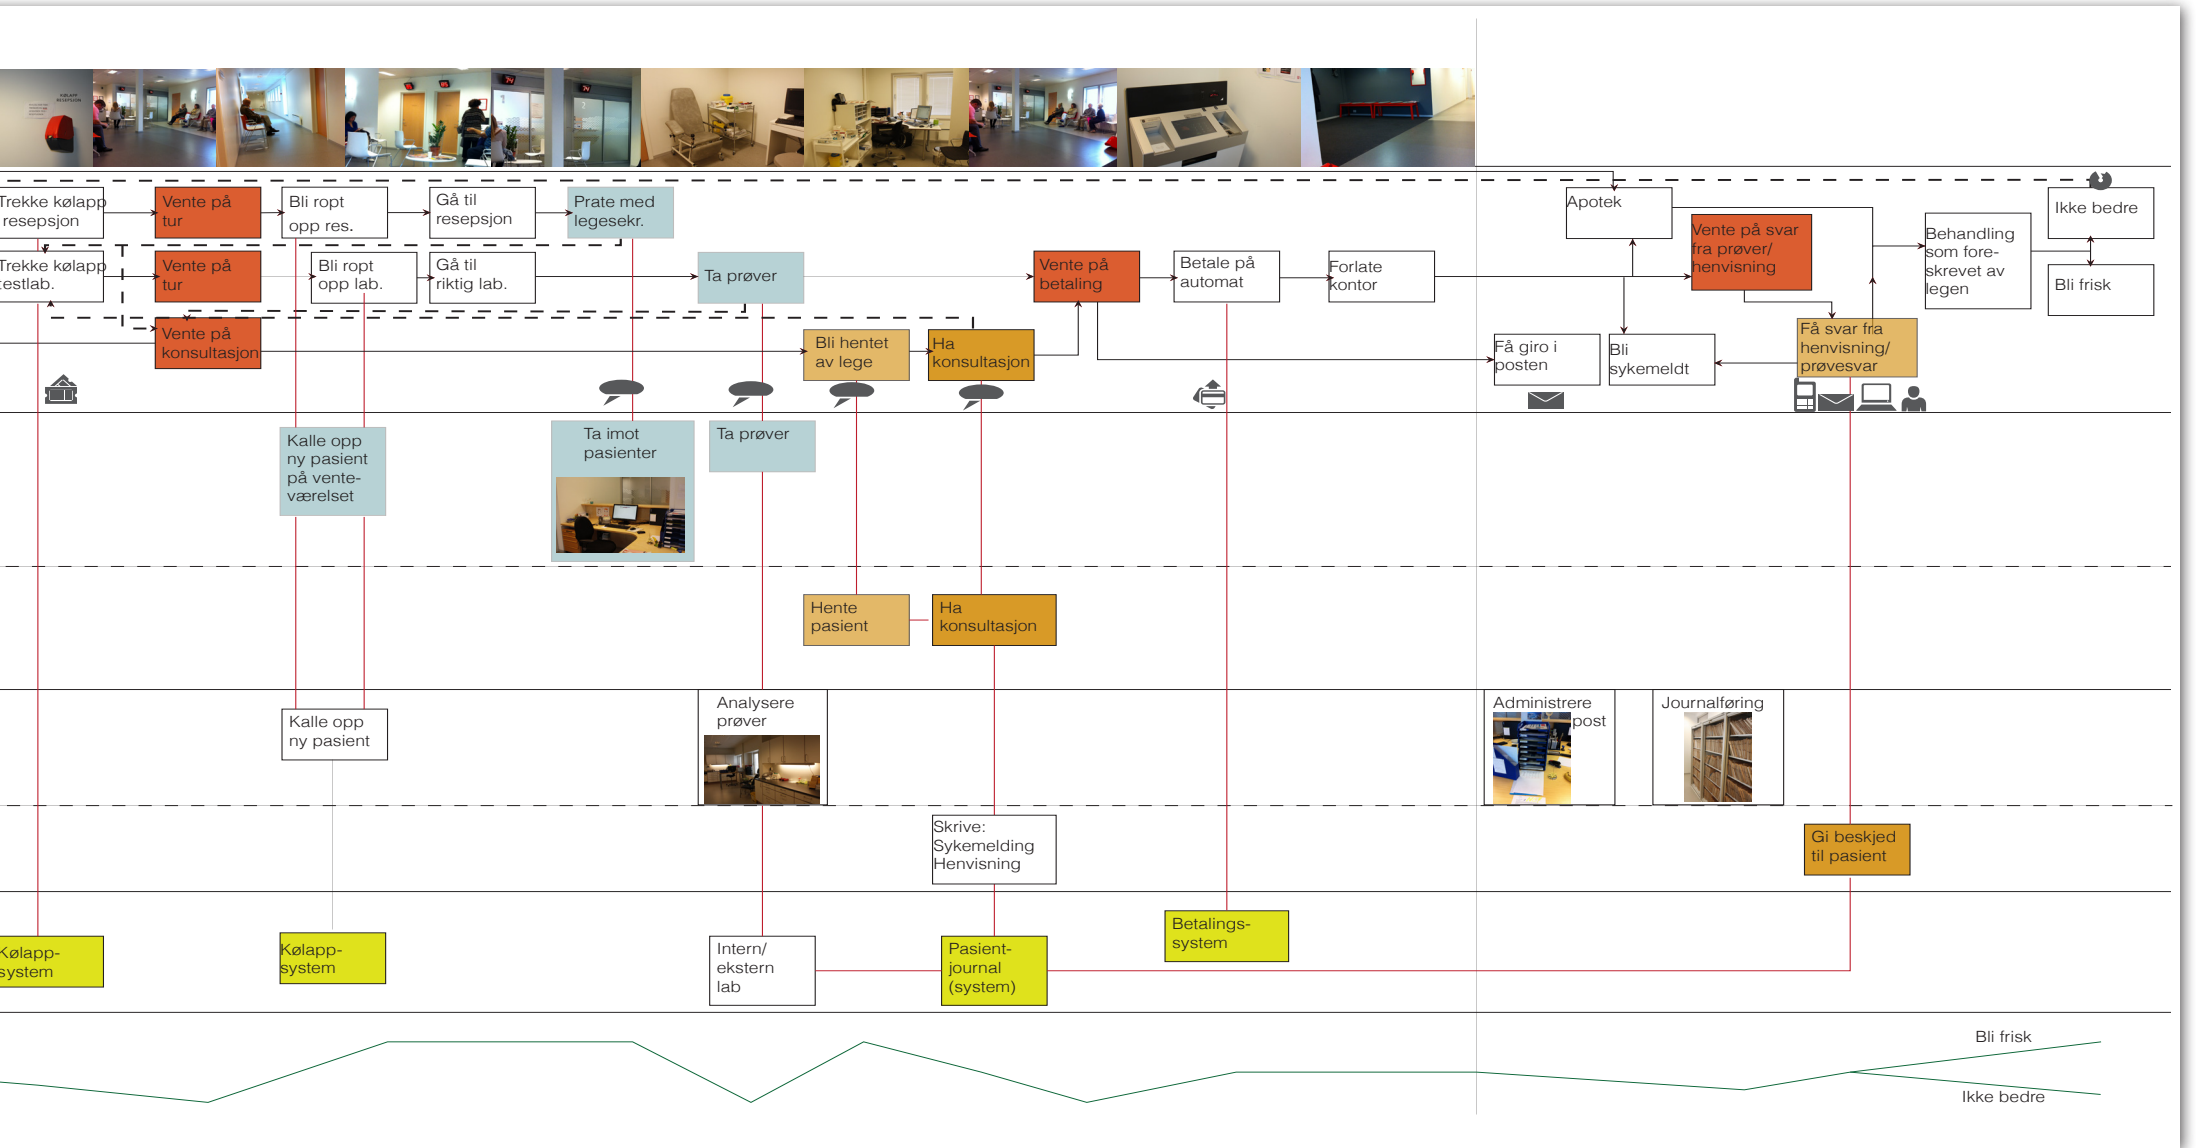 KØLAPP
RESEPSJON
Trekke kølapp
resepsjon
Vente på
tur
Bli ropt
opp res.
Gå til
resepsjon
Prate med
legesekr.
Apotek
Ikke bedre
Vente på svar
fra prøver/
henvisning
Behandling
som fore-
skrevet av
legen
Trekke kølapp
testlab.
Vente på
tur
Bli ropt
opp lab.
Gå til
riktig lab.
Ta prøver
Vente på
betaling
Betale på
automat
Forlate
kontor
Bli frisk
Vente på
konsultasjon
Bli hentet
av lege
Ha
konsultasjon
Få giro i
posten
Bli
sykemeldt
Få svar fra
henvisning/
prøvesvar
Kalle opp
ny pasient
på vente-
værelset
Ta imot
pasienter
Ta prøver
Hente
pasient
Ha
konsultasjon
Kalle opp
ny pasient
Analysere
prøver
Administrere
post
Journalføring
Skrive:
Sykemelding
Henvisning
Gi beskjed
til pasient
Kølapp-
system
Kølapp-
system
Intern/
ekstern
lab
Pasient-
journal
(system)
Betalings-
system
Bli frisk
Ikke bedre